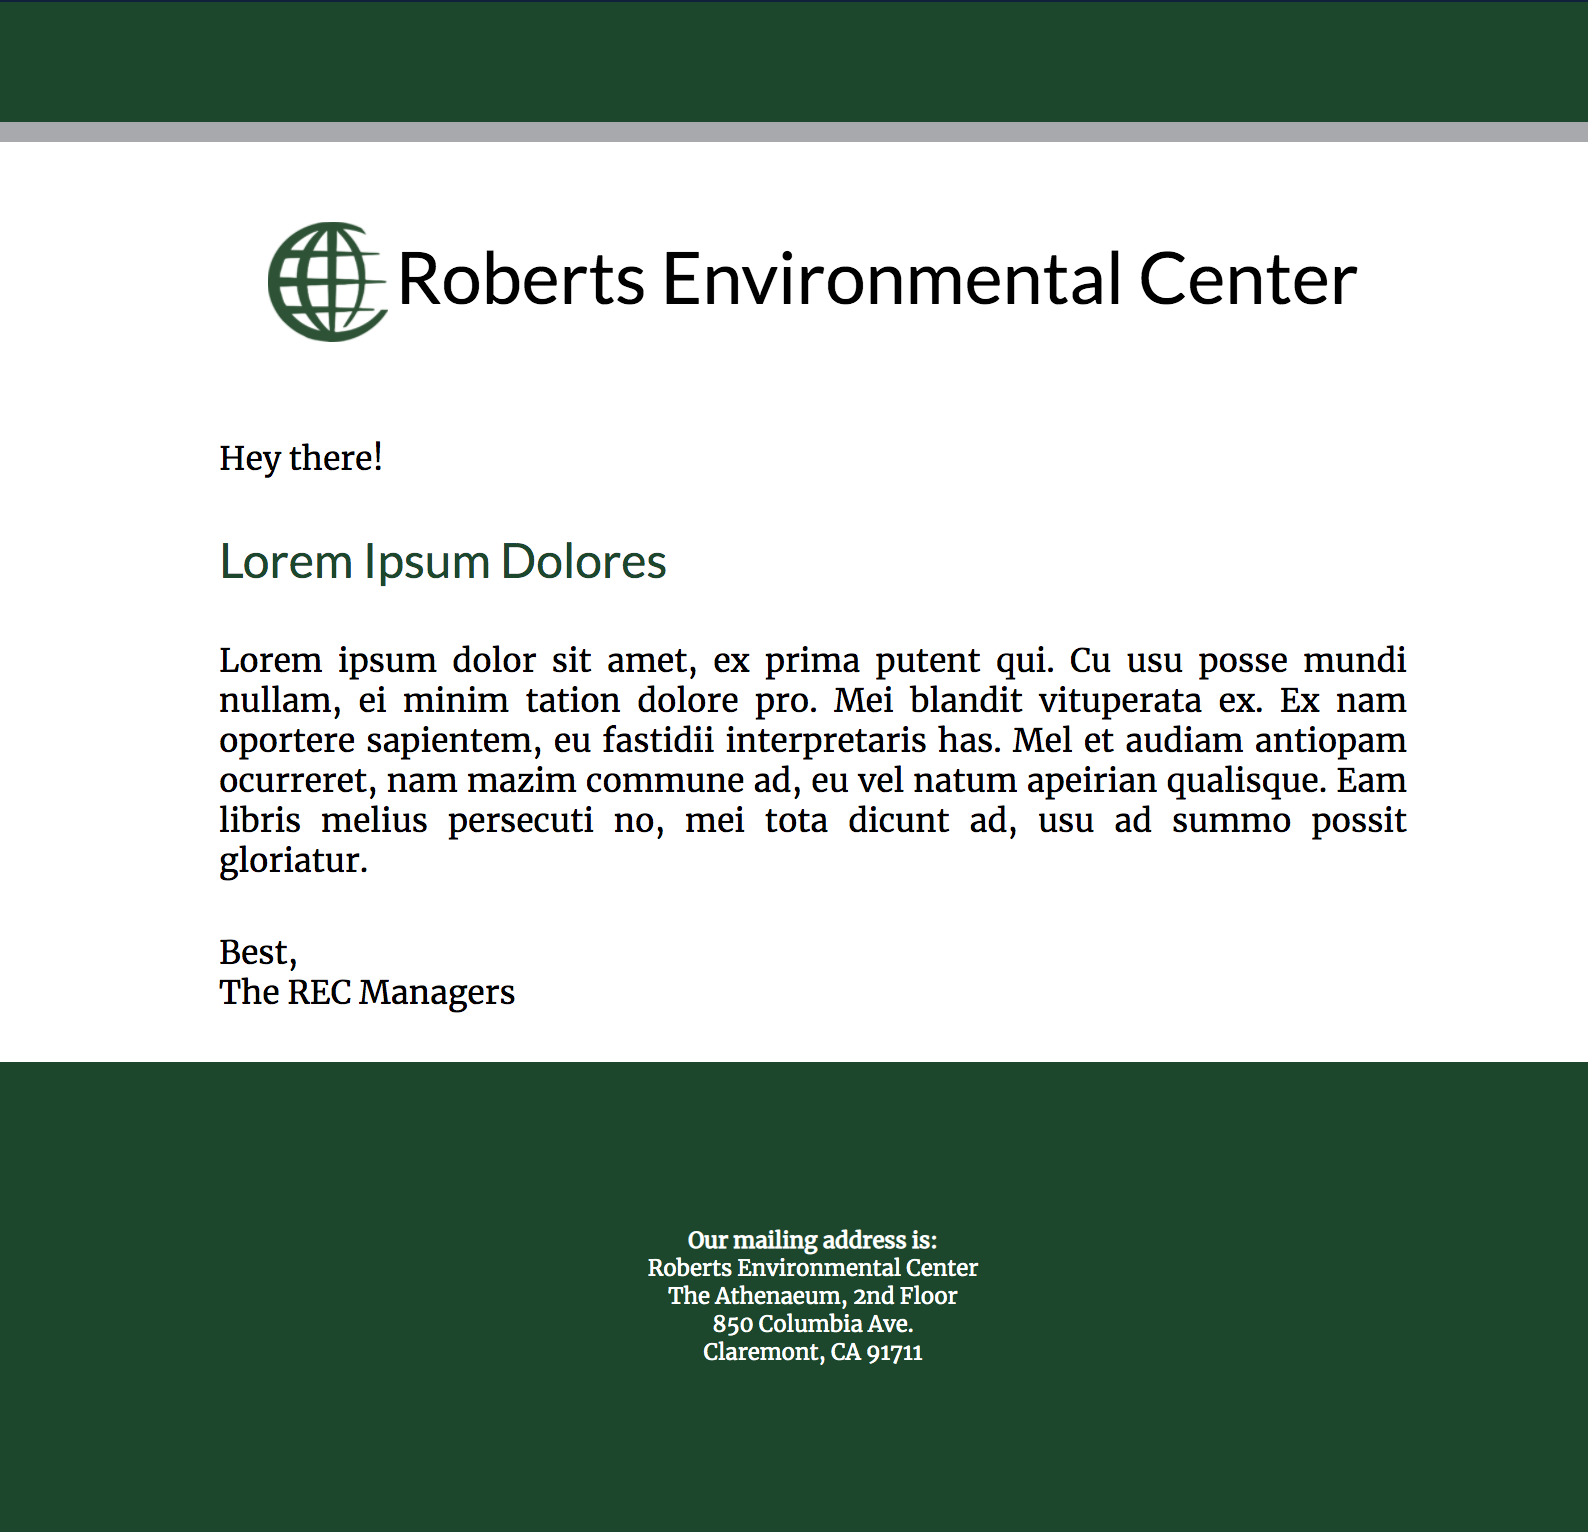 Roberts Environmental Center
Hey there!
Lorem Ipsum Dolores
Lorem ipsum dolor sit amet, ex prima putent qui. Cu usu posse mundi
nullam, ei minim tation dolore pro. Mei blandit vituperata ex. Ex nam
oportere sapientem, eu fastidii interpretaris has. Mel et audiam antiopam
ocurreret, nam mazim commune ad, eu vel natum apeirian qualisque. Eam
libris melius persecuti no, mei tota dicunt ad, usu ad summo possit
gloriatur.
Best,
The REC Managers
Our mailing address is:
Roberts Environmental Center
The Athenaeum, 2nd Floor
850 Columbia Ave.
Claremont, CA 91711